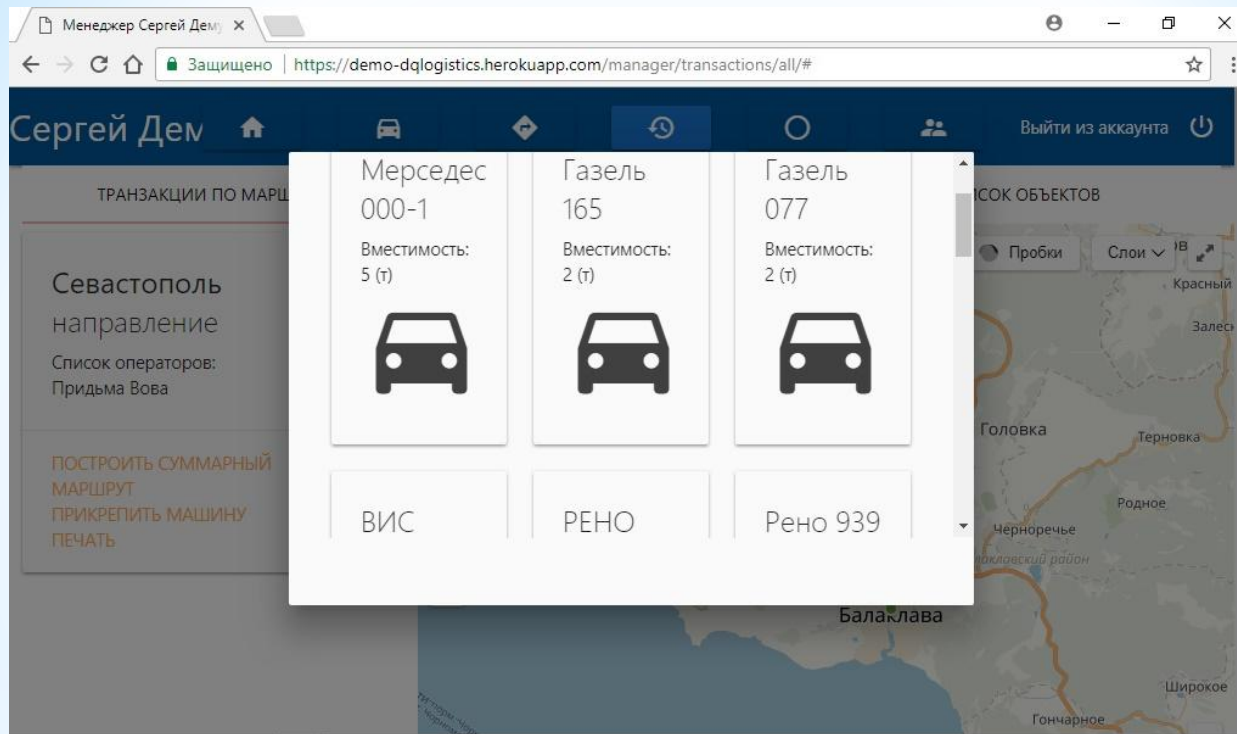 Менеджер Сергей Дем
Защищено
https://demo-dqlogistics.herokuapp.com/manager/transactions/all/#
Сергей Дем
Выйти из аккаунта
ТРАНЗАКЦИИ ПО МАРШ
СОК ОБЪЕКТОВ
Севастополь
направление
Список операторов:
Придьма Вова
ПОСТРОИТЬ СУММАРНЫЙ
МАРШРУТ
ПРИКРЕПИТЬ МАШИНУ
ПЕЧАТЬ
Мерседес
000-1
Вместимость:
5 (т)
Газель
165
Вместимость:
2 (т)
Газель
077
Вместимость:
2 (т)
ВИС
РЕНО
Рено 939
Пробки
Слои
Красный
Залес
Головка
Терновка
Родное
Черноречье
район
Балаклава
Широкое
Гончарное